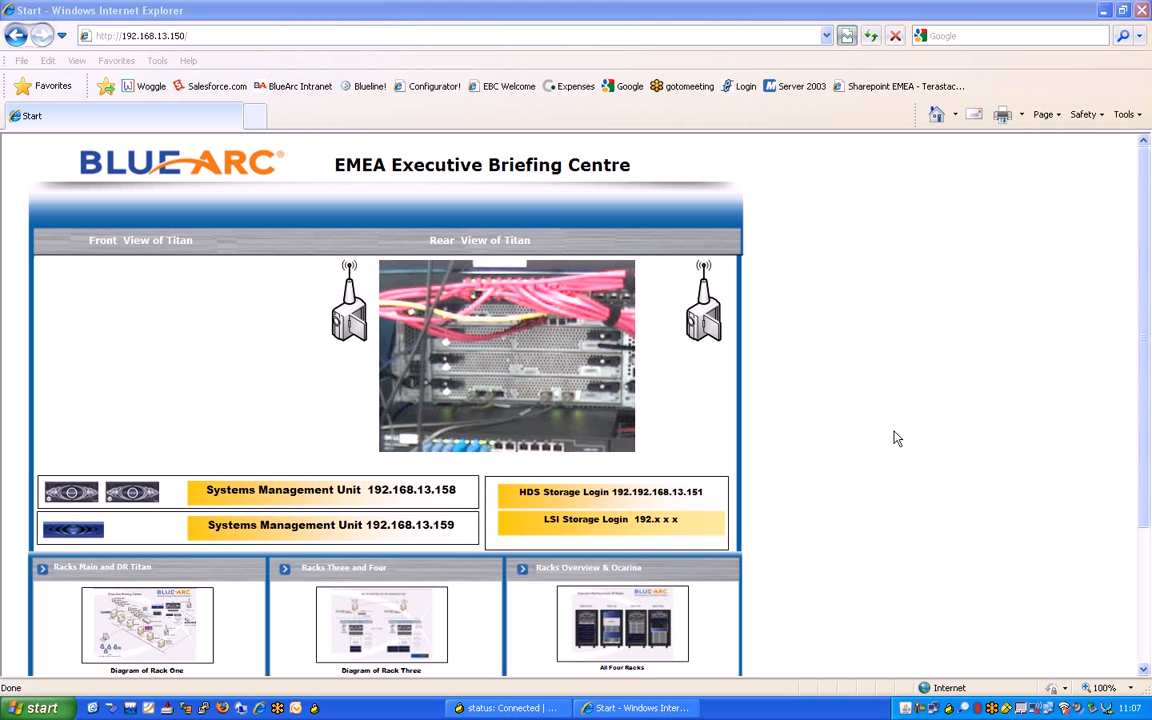 Start - Windows Internet Explorer
http://192.168.13.150/
Google
File Edit View Favorites Tools Help
Favorites Woggle Salesforce.com BA BlueArc Intranet Blueline! Configurator! EBC Welcome Expenses Google gotomeeting Login Server 2003 Sharepoint EMEA - Terastac...
Start
Page Safety Tools
BLUEARC®
EMEA Executive Briefing Centre
Front View of Titan
Rear View of Titan
Systems Management Unit 192.168.13.158
HDS Storage Login 192.192.168.13.151
Systems Management Unit 192.168.13.159
LSI Storage Login 192.x x x
Racks Main and DR Titan
Racks Three and Four
Racks Overview & Ocarina
BLUEARC
BLUEARC
Diagram of Rack One
Diagram of Rack Three
All Four Racks
Done
Internet
100%
start
status: Connected | ...
Start - Windows Inter...
11:07